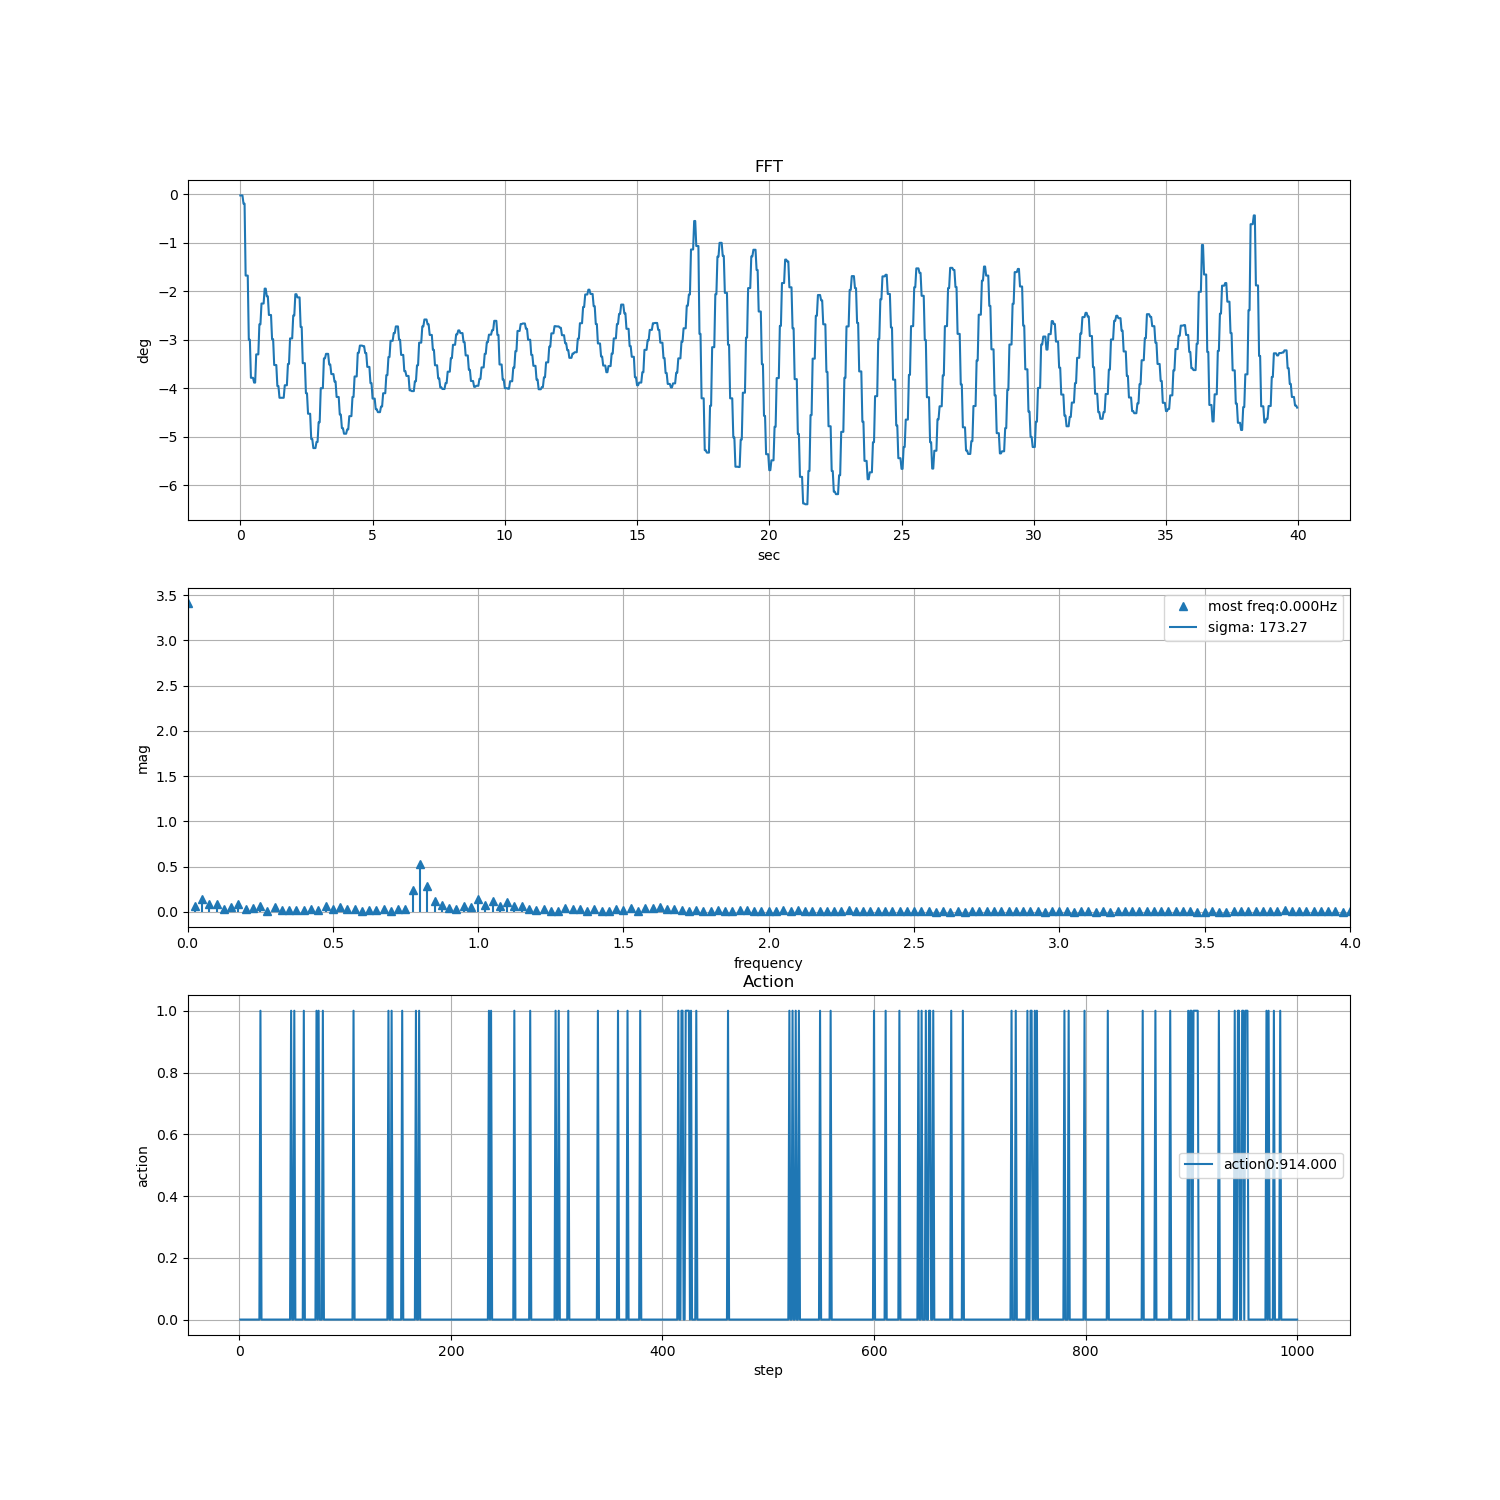 FFT
0
−1
−2
−3
−4
−5
−6
deg
0 5 10 15 20 25 30 35 40
sec
3.5
3.0
2.5
2.0
1.5
1.0
0.5
0.0
mag
most freq:0.000Hz
sigma: 173.27
0.0 0.5 1.0 1.5 2.0 2.5 3.0 3.5 4.0
frequency
Action
1.0
0.8
0.6
0.4
0.2
0.0
action
action0:914.000
0 200 400 600 800 1000
step